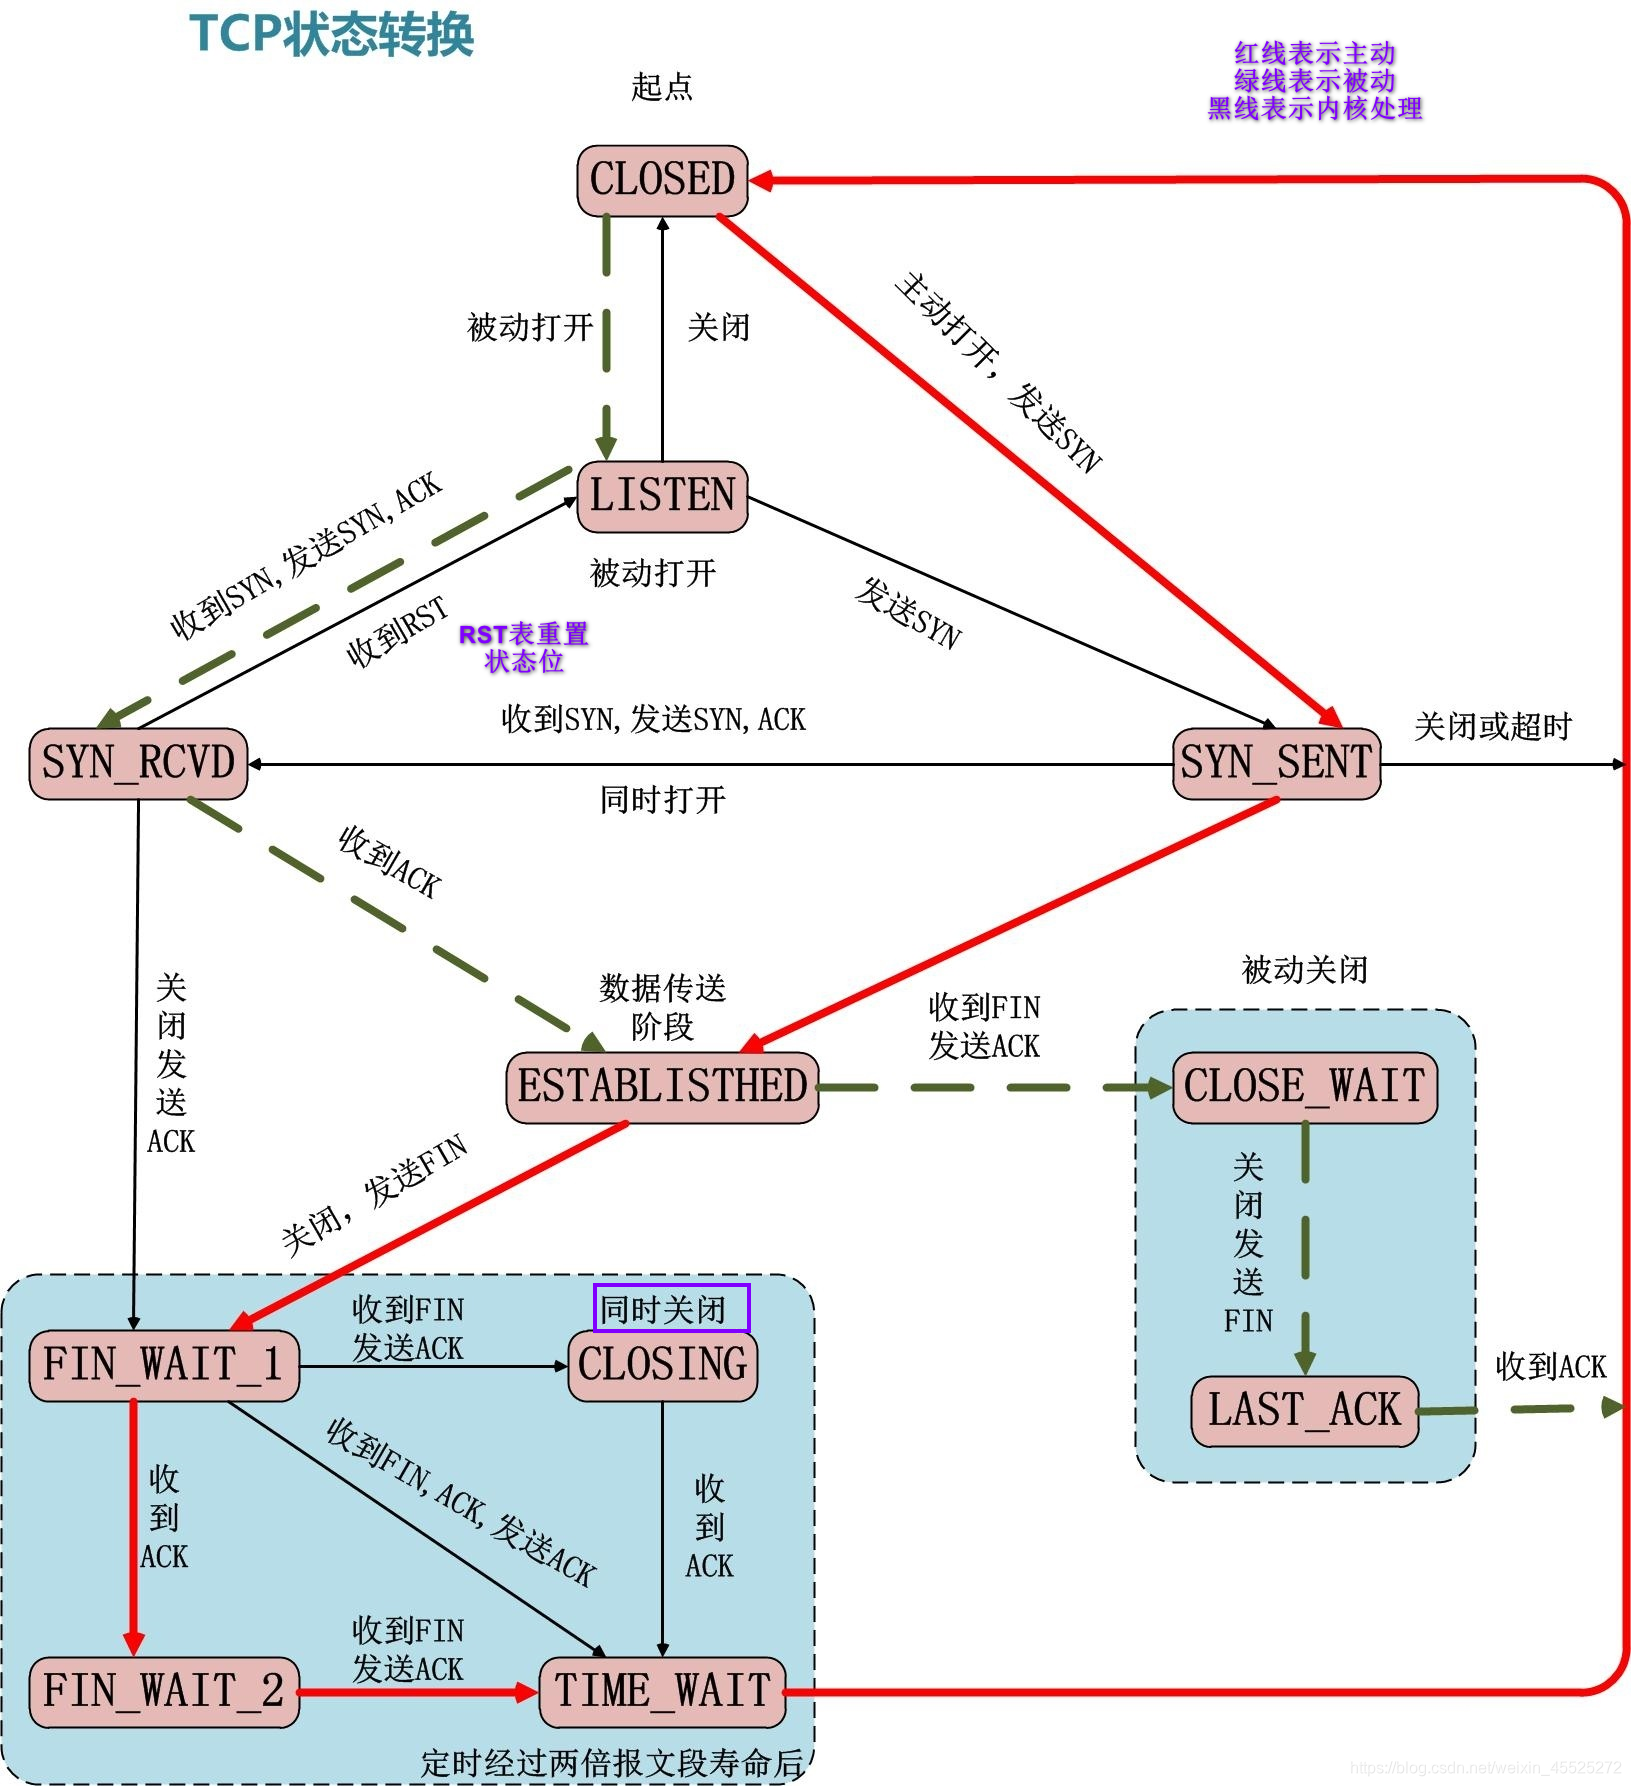 TCP状态转换
红线表示主动
绿线表示被动
黑线表示内核处理
起点
CLOSED
被动打开
关闭
主动打开，发送SYN
LISTEN
被动打开
收到SYN,发送SYN,ACK
收到RST
RST表重置
状态位
发送SYN
收到SYN,发送SYN,ACK
同时打开
SYN_RCVD
SYN_SENT
关闭或超时
收到ACK
关
闭
发
送
ACK
数据传送
阶段
ESTABLISTHED
收到FIN
发送ACK
被动关闭
CLOSE_WAIT
关
闭
发
送
FIN
LAST_ACK
收到ACK
关闭，发送FIN
收到FIN
发送ACK
同时关闭
FIN_WAIT_1
CLOSING
收
到
ACK
收到FIN,ACK,发送ACK
收
到
ACK
收到FIN
发送ACK
FIN_WAIT_2
TIME_WAIT
定时经过两倍报文段寿命后
https://blog.csdn.net/weixin_45525272